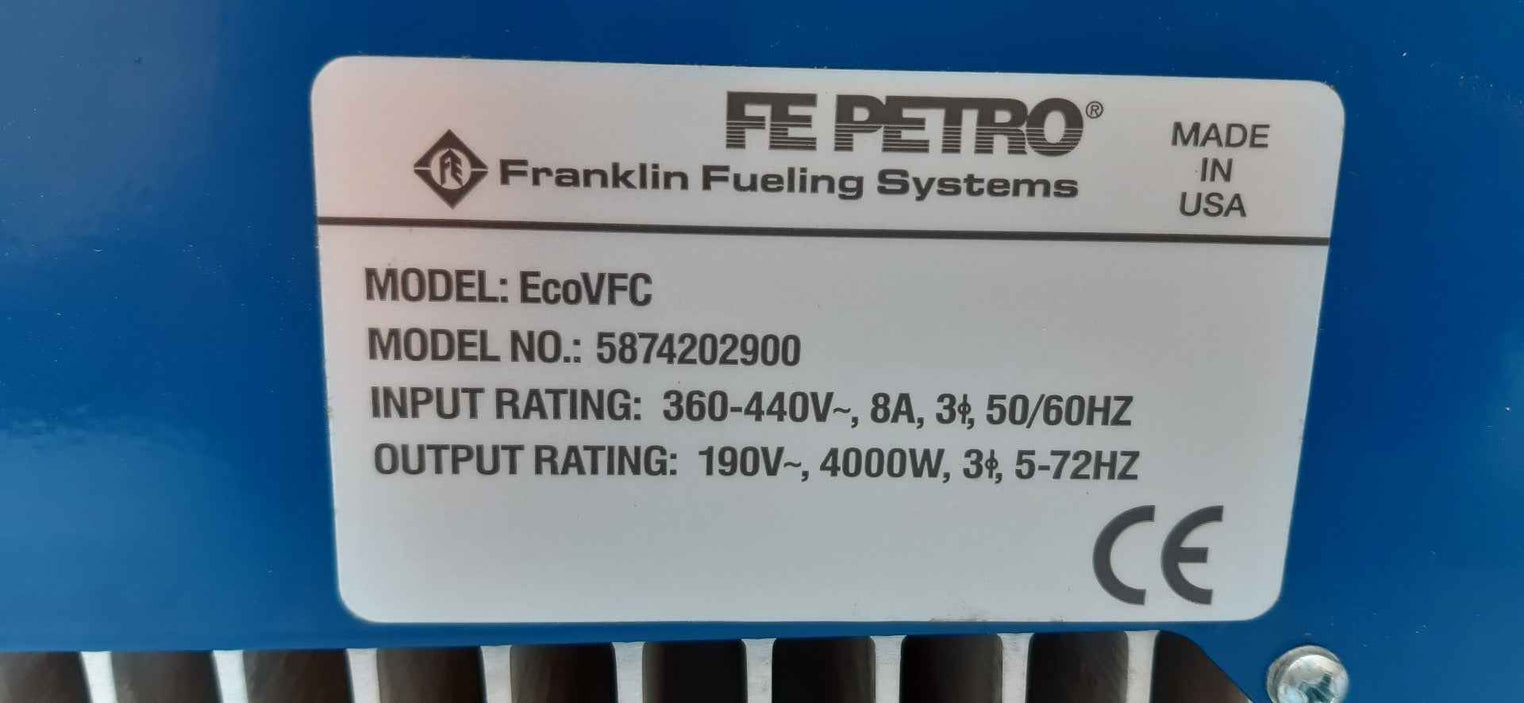 FE PETRO®
FE Franklin Fueling Systems
MADE
IN
USA
MODEL: EcoVFC
MODEL NO.: 5874202900
INPUT RATING: 360-440V~, 8A, 3ϕ, 50/60HZ
OUTPUT RATING: 190V~, 4000W, 3ϕ, 5-72HZ
CE